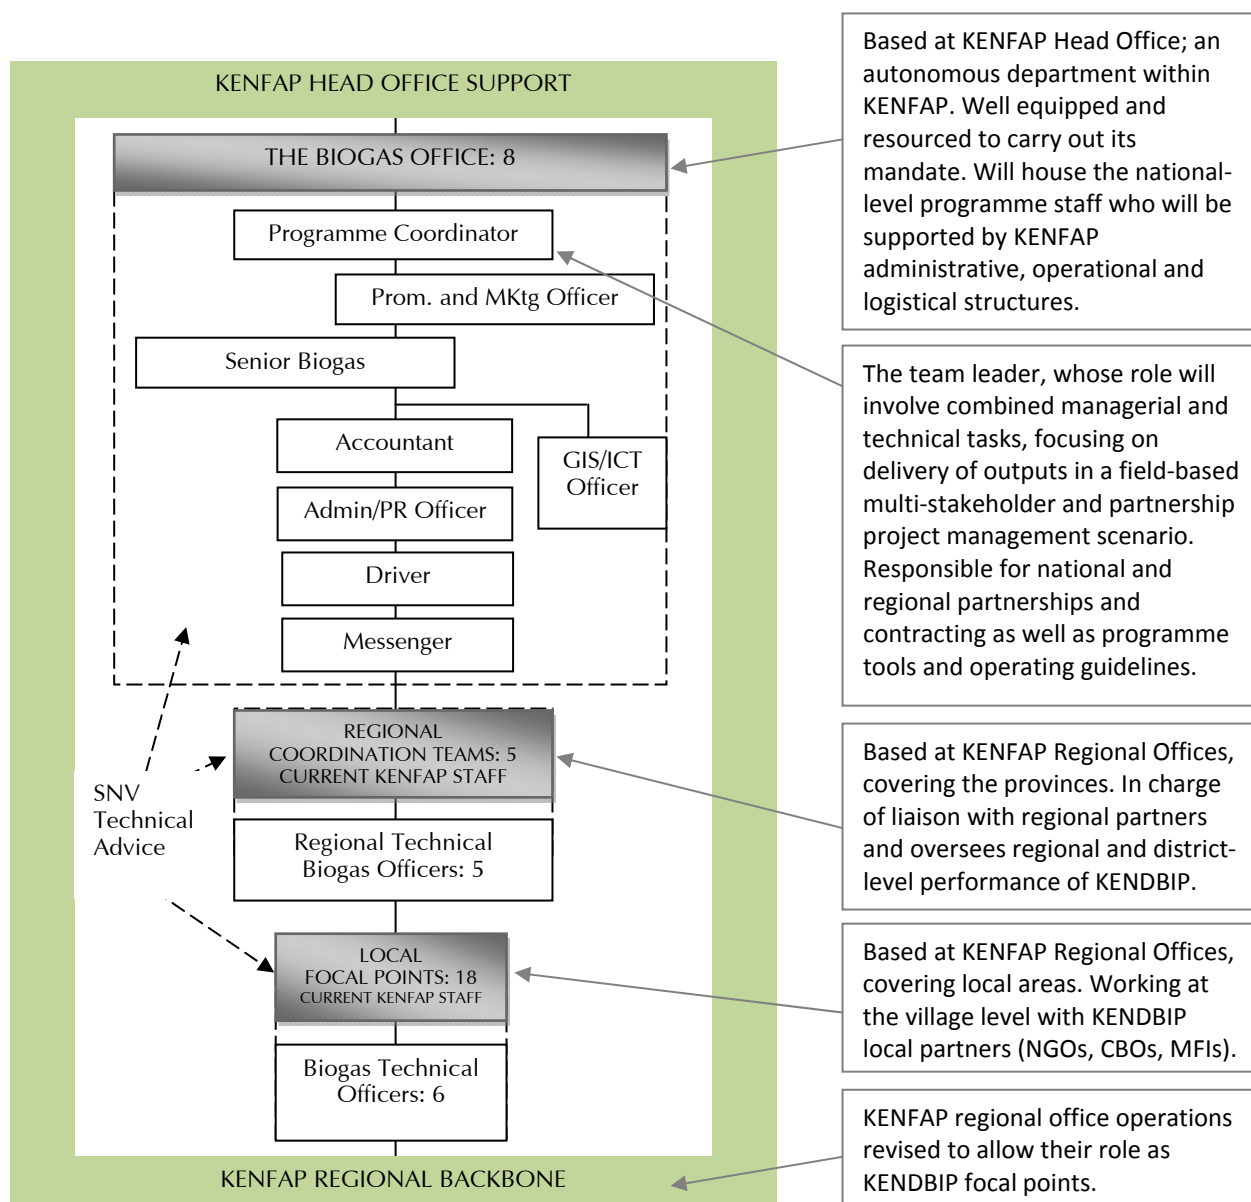 KENFAP HEAD OFFICE SUPPORT
THE BIOGAS OFFICE: 8
Programme Coordinator
Prom. and MKtg Officer
Senior Biogas
Accountant
GIS/ICT
Officer
Admin/PR Officer
Driver
Messenger
REGIONAL
COORDINATION TEAMS: 5
CURRENT KENFAP STAFF
SNV
Technical
Advice
Regional Technical
Biogas Officers: 5
LOCAL
FOCAL POINTS: 18
CURRENT KENFAP STAFF
Biogas Technical
Officers: 6
KENFAP REGIONAL BACKBONE
Based at KENFAP Head Office; an
autonomous department within
KENFAP. Well equipped and
resourced to carry out its
mandate. Will house the national-
level programme staff who will be
supported by KENFAP
administrative, operational and
logistical structures.
The team leader, whose role will
involve combined managerial and
technical tasks, focusing on
delivery of outputs in a field-based
multi-stakeholder and partnership
project management scenario.
Responsible for national and
regional partnerships and
contracting as well as programme
tools and operating guidelines.
Based at KENFAP Regional Offices,
covering the provinces. In charge
of liaison with regional partners
and oversees regional and district-
level performance of KENDBIP.
Based at KENFAP Regional Offices,
covering local areas. Working at
the village level with KENDBIP
local partners (NGOs, CBOs, MFIs).
KENFAP regional office operations
revised to allow their role as
KENDBIP focal points.